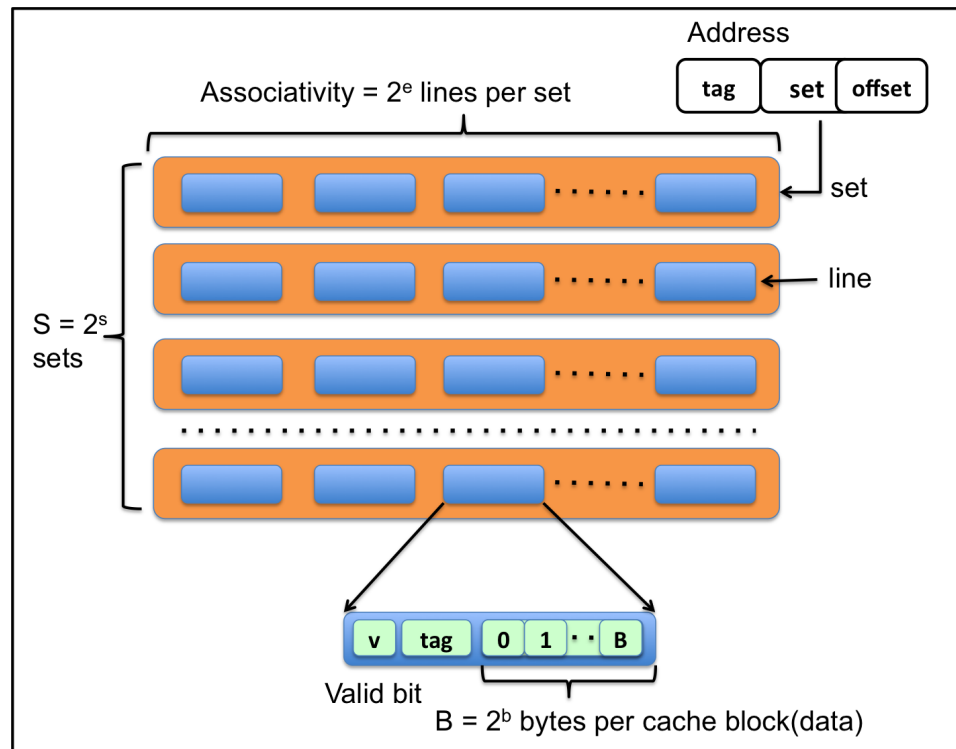 Address
tag set offset
Associativity = 2ᵉ lines per set
set
line
S = 2ˢ
sets
v tag 0 1 B
Valid bit
B = 2ᵇ bytes per cache block(data)